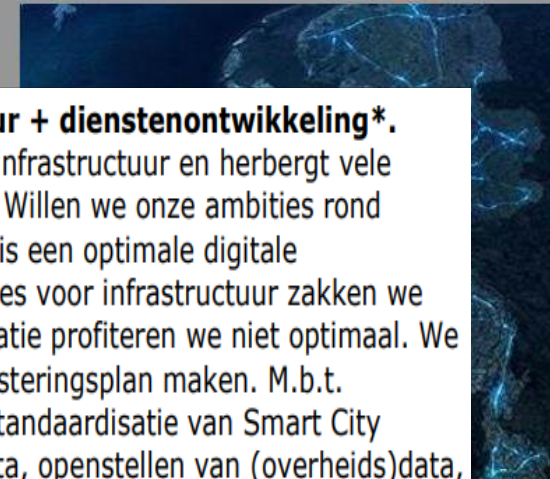 ur + dienstenontwikkeling*.
nfrastructuur en herbergt vele
Willen we onze ambities rond
is een optimale digitale
es voor infrastructuur zakken we
atie profiteren we niet optimaal. We
steringsplan maken. M.b.t.
tandaardisatie van Smart City
ta, openstellen van (overheids)data,